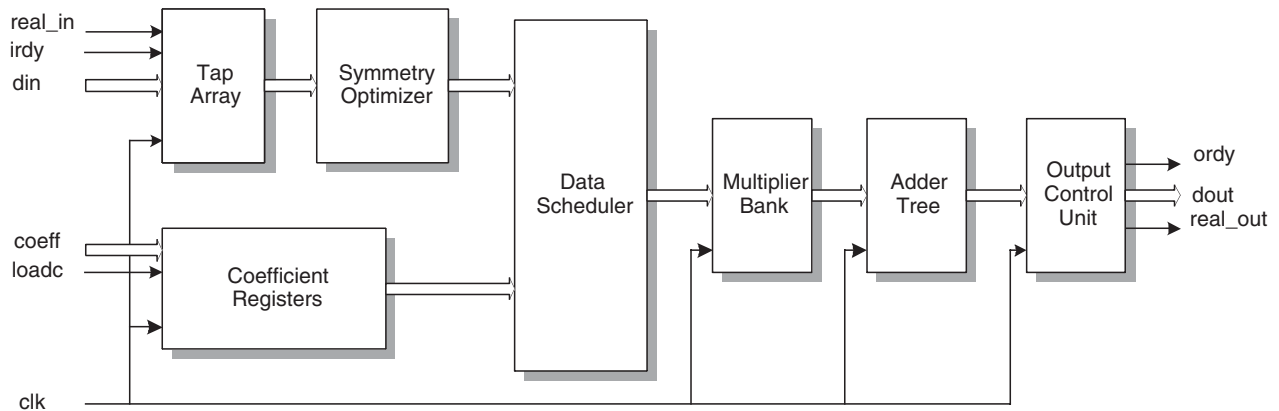 real_in
irdy
din
Tap
Array
Symmetry
Optimizer
Data
Scheduler
Multiplier
Bank
Adder
Tree
Output
Control
Unit
ordy
dout
real_out
coeff
loadc
Coefficient
Registers
clk